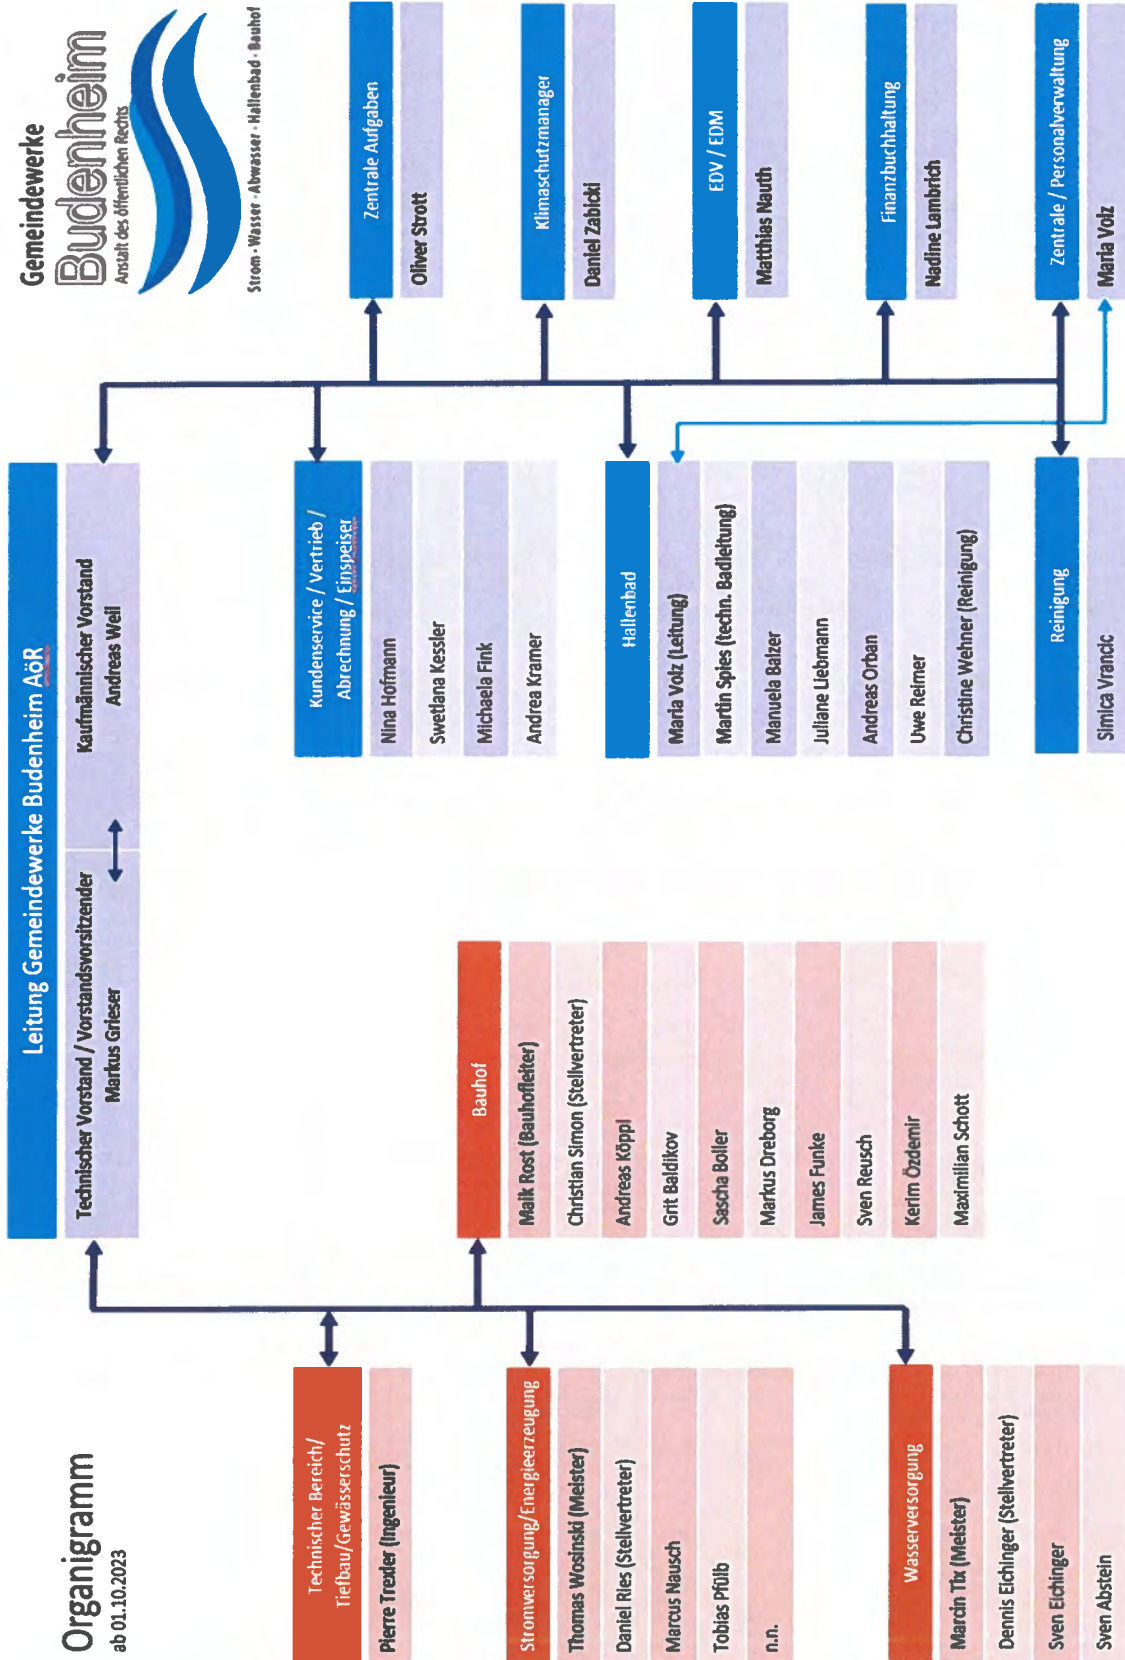 Organigramm
ab 01.10.2023
Leitung Gemeindewerke Budenheim AöR
Technischer Vorstand / Vorstandsvorsitzender
Markus Grieser
Kaufmännischer Vorstand
Andreas Weil
Gemeindewerke
Budenheim
Anstalt des öffentlichen Rechts
Strom · Wasser · Abwasser · Hallenbad · Bauhof
Technischer Bereich/
Tiefbau/Gewässerschutz
Pierre Trexler (Ingenieur)
Stromversorgung/Energieerzeugung
Thomas Wosinski (Meister)
Daniel Ries (Stellvertreter)
Marcus Nausch
Tobias Pfülb
n.n.
Wasserversorgung
Marcin Tix (Meister)
Dennis Eichinger (Stellvertreter)
Sven Eichinger
Sven Abstein
Bauhof
Maik Rost (Bauhofleiter)
Christian Simon (Stellvertreter)
Andreas Köppl
Grit Baldikov
Sascha Boller
Markus Dreborg
James Funke
Sven Reusch
Kerim Özdemir
Maximilian Schott
Kundenservice / Vertrieb /
Abrechnung / Einspeiser
Nina Hofmann
Swetlana Kessler
Michaela Fink
Andrea Kramer
Hallenbad
Maria Volz (Leitung)
Martin Spies (techn. Badleitung)
Manuela Balzer
Juliane Liebmann
Andreas Orban
Uwe Reimer
Christine Wehner (Reinigung)
Reinigung
Simica Vrancic
Zentrale Aufgaben
Oliver Strott
Klimaschutzmanager
Daniel Zabicki
EDV / EDM
Matthias Nauth
Finanzbuchhaltung
Nadine Lambrich
Zentrale / Personalverwaltung
Maria Volz